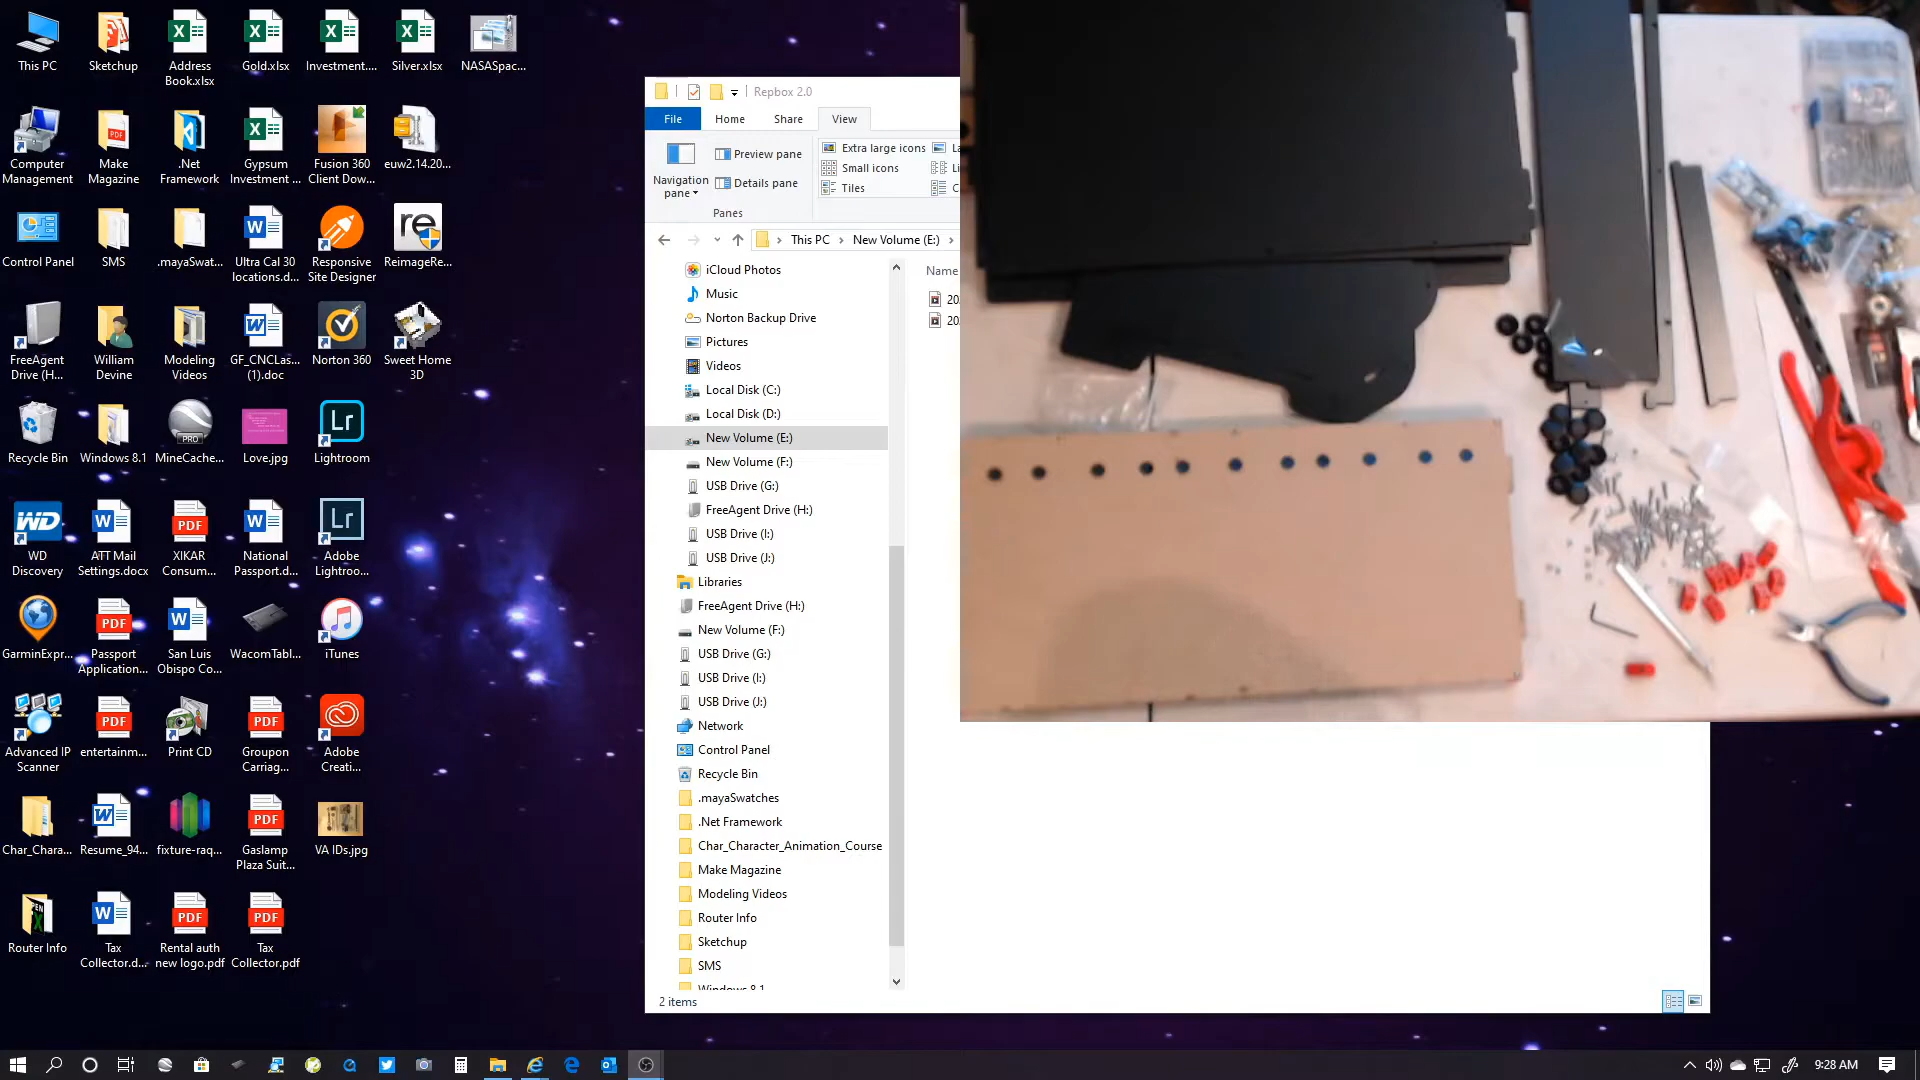 This PC
Sketchup
Address
Book.xlsx
Gold.xlsx
Investment....
Silver.xlsx
NASASpac...
Computer
Management
Make
Magazine
.Net
Framework
Gypsum
Investment ...
Fusion 360
Client Dow...
euw2.14.20...
Control Panel
SMS
.mayaSwat...
Ultra Cal 30
locations.d...
Responsive
Site Designer
ReimageRe...
FreeAgent
Drive (H...
William
Devine
Modeling
Videos
GF_CNCLas...
(1).doc
Norton 360
Sweet Home
3D
Recycle Bin
Windows 8.1
MineCache...
Love.jpg
Lightroom
WD
Discovery
ATT Mail
Settings.docx
XIKAR
Consum...
National
Passport.d...
Adobe
Lightroo...
GarminExpr...
Passport
Application...
San Luis
Obispo Co...
WacomTabl...
iTunes
Advanced IP
Scanner
entertainm...
Print CD
Groupon
Carriag...
Adobe
Creati...
Char_Chara...
Resume_94...
fixture-raq...
Gaslamp
Plaza Suit...
VA IDs.jpg
Router Info
Tax
Collector.d...
Rental auth
new logo.pdf
Tax
Collector.pdf
Repbox 2.0
File
Home
Share
View
Navigation
pane
Preview pane
Details pane
Panes
Extra large icons
Small icons
Tiles
This PC
New Volume (E:)
Name
iCloud Photos
Music
Norton Backup Drive
Pictures
Videos
Local Disk (C:)
Local Disk (D:)
New Volume (E:)
New Volume (F:)
USB Drive (G:)
FreeAgent Drive (H:)
USB Drive (I:)
USB Drive (J:)
Libraries
FreeAgent Drive (H:)
New Volume (F:)
USB Drive (G:)
USB Drive (I:)
USB Drive (J:)
Network
Control Panel
Recycle Bin
.mayaSwatches
.Net Framework
Char_Character_Animation_Course
Make Magazine
Modeling Videos
Router Info
Sketchup
SMS
Windows 8.1
2 items
9:28 AM